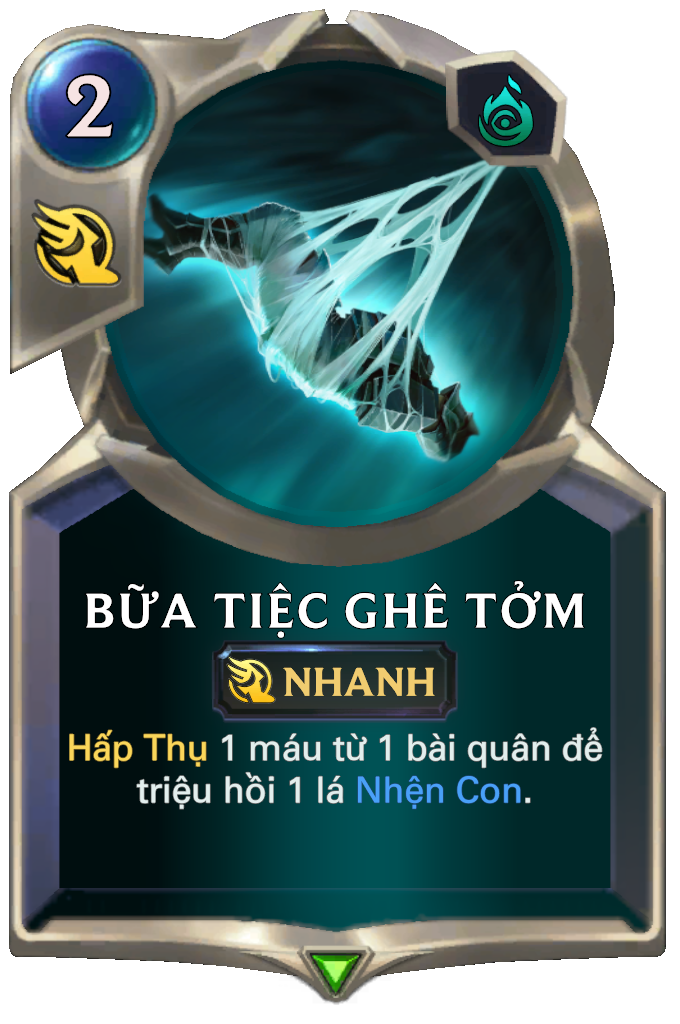 2
BỮA TIỆC GHÊ TỞM
NHANH
Hấp Thụ 1 máu từ 1 bài quân để
triệu hồi 1 lá Nhện Con.